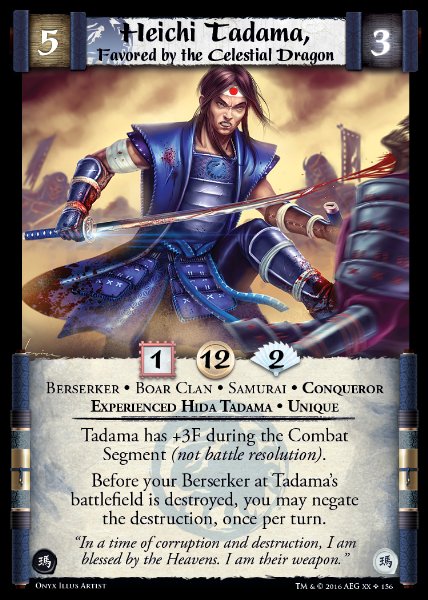 5
Heichi Tadama,
Favored by the Celestial Dragon
3
1 12 2
Berserker • Boar Clan • Samurai • Conqueror
Experienced Hida Tadama • Unique
Tadama has +3F during the Combat
Segment (not battle resolution).
Before your Berserker at Tadama's
battlefield is destroyed, you may negate
the destruction, once per turn.
"In a time of corruption and destruction, I am
blessed by the Heavens. I am their weapon."
瑪 瑪
Onyx Illus Artist
TM & © 2016 AEG XX ❖ 156